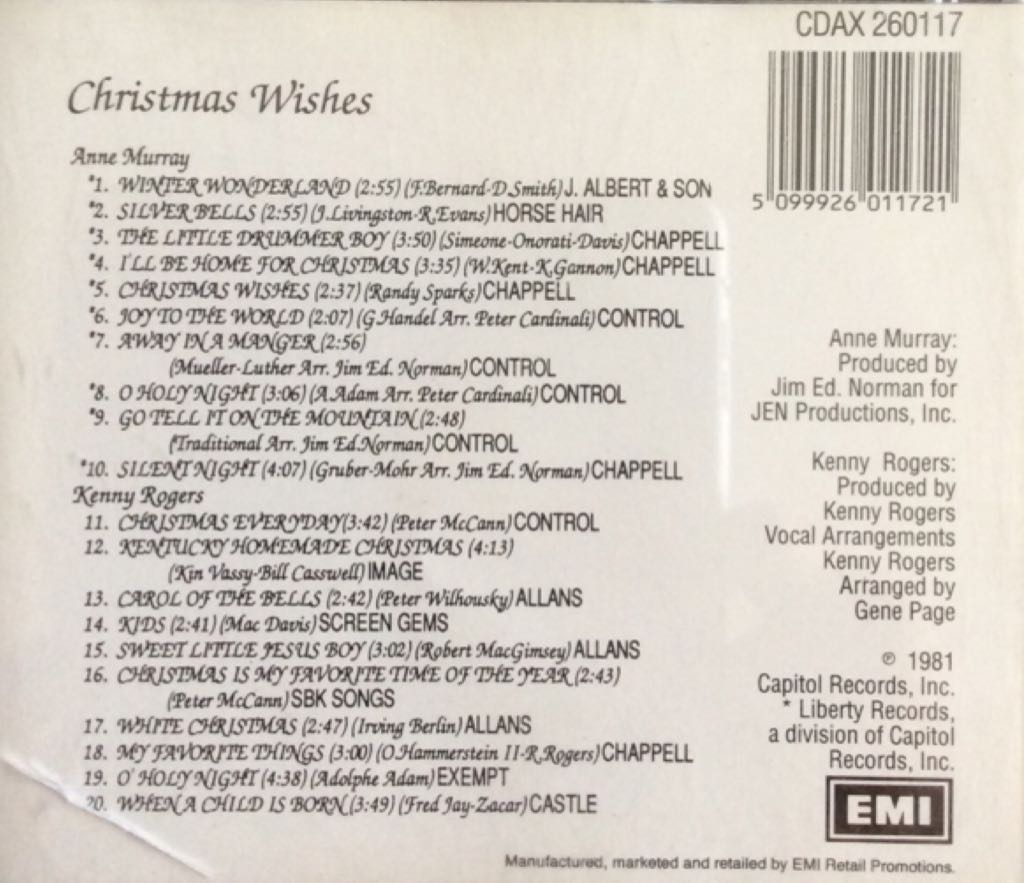 CDAX 260117
5 099926 011721
Christmas Wishes
Anne Murray
*1. WINTER WONDERLAND (2:55) (F.Bernard-D.Smith) J. ALBERT & SON
*2. SILVER BELLS (2:55) (J.Livingston-R.Evans) HORSE HAIR
*3. THE LITTLE DRUMMER BOY (3:50) (Simeone-Onorati-Davis) CHAPPELL
*4. I'LL BE HOME FOR CHRISTMAS (3:35) (W.Kent-K.Gannon) CHAPPELL
*5. CHRISTMAS WISHES (2:37) (Randy Sparks) CHAPPELL
*6. JOY TO THE WORLD (2:07) (G.Handel Arr. Peter Cardinali) CONTROL
*7. AWAY IN A MANGER (2:56)
(Mueller-Luther Arr. Jim Ed. Norman) CONTROL
*8. O HOLY NIGHT (3:06) (A.Adam Arr. Peter Cardinali) CONTROL
*9. GO TELL IT ON THE MOUNTAIN (2:48)
(Traditional Arr. Jim Ed.Norman) CONTROL
*10. SILENT NIGHT (4:07) (Gruber-Mohr Arr. Jim Ed. Norman) CHAPPELL
Kenny Rogers
11. CHRISTMAS EVERYDAY (3:42) (Peter McCann) CONTROL
12. KENTUCKY HOMEMADE CHRISTMAS (4:13)
(Kin Vassy-Bill Casswell) IMAGE
13. CAROL OF THE BELLS (2:42) (Peter Wilhousky) ALLANS
14. KIDS (2:41) (Mac Davis) SCREEN GEMS
15. SWEET LITTLE JESUS BOY (3:02) (Robert MacGimsey) ALLANS
16. CHRISTMAS IS MY FAVORITE TIME OF THE YEAR (2:43)
(Peter McCann) SBK SONGS
17. WHITE CHRISTMAS (2:47) (Irving Berlin) ALLANS
18. MY FAVORITE THINGS (3:00) (O.Hammerstein II-R.Rogers) CHAPPELL
19. O' HOLY NIGHT (4:38) (Adolphe Adam) EXEMPT
20. WHEN A CHILD IS BORN (3:49) (Fred Jay-Zacar) CASTLE
Anne Murray:
Produced by
Jim Ed. Norman for
JEN Productions, Inc.
Kenny Rogers:
Produced by
Kenny Rogers
Vocal Arrangements
Kenny Rogers
Arranged by
Gene Page
℗ 1981
Capitol Records, Inc.
* Liberty Records,
a division of Capitol
Records, Inc.
EMI
Manufactured, marketed and retailed by EMI Retail Promotions.